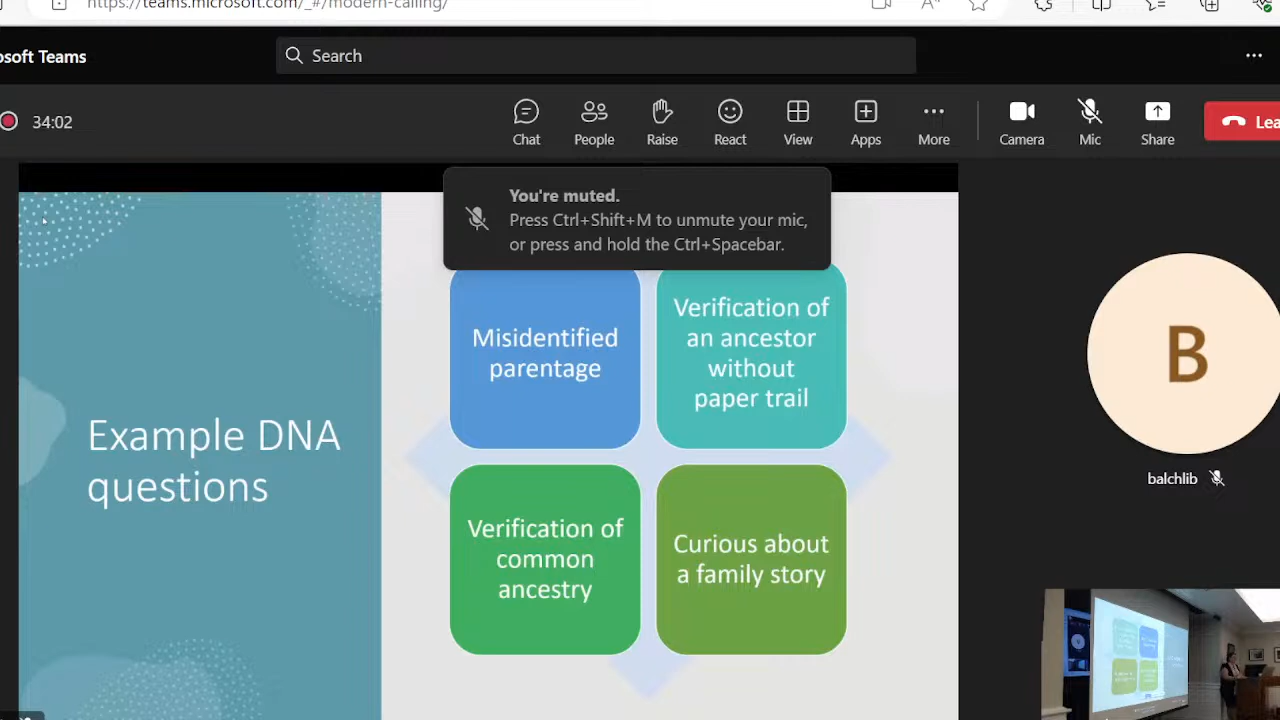 https://teams.microsoft.com/_#/modern-calling/
osoft Teams
Search
34:02
Chat
People
Raise
React
View
Apps
More
Camera
Mic
Share
Lea
You're muted.
Press Ctrl+Shift+M to unmute your mic,
or press and hold the Ctrl+Spacebar.
Example DNA
questions
Misidentified
parentage
Verification of
an ancestor
without
paper trail
Verification of
common
ancestry
Curious about
a family story
B
balchlib